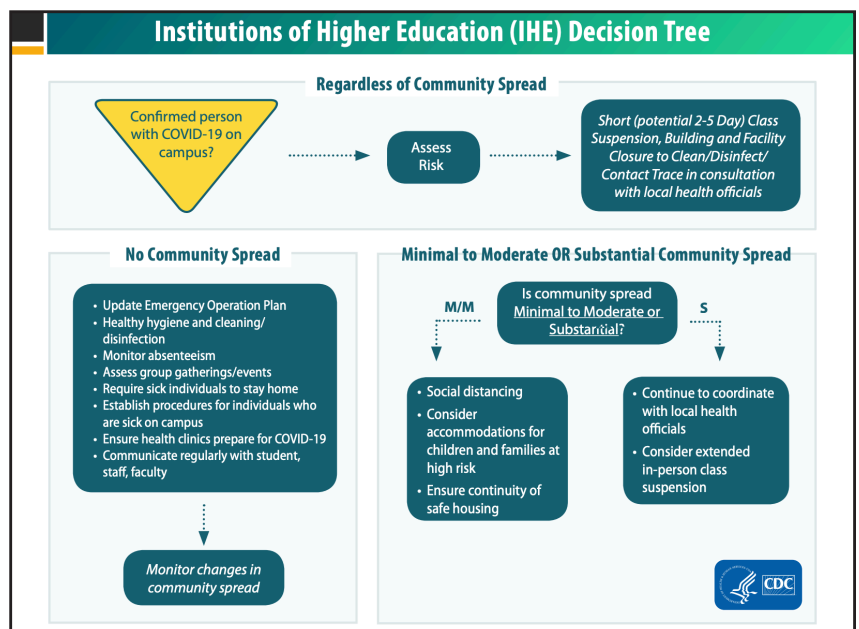 Institutions of Higher Education (IHE) Decision Tree
Regardless of Community Spread
Confirmed person
with COVID-19 on
campus?
Assess
Risk
Short (potential 2-5 Day) Class
Suspension, Building and Facility
Closure to Clean/Disinfect/
Contact Trace in consultation
with local health officials
No Community Spread
• Update Emergency Operation Plan
• Healthy hygiene and cleaning/
disinfection
• Monitor absenteeism
• Assess group gatherings/events
• Require sick individuals to stay home
• Establish procedures for individuals who
are sick on campus
• Ensure health clinics prepare for COVID-19
• Communicate regularly with student,
staff, faculty
Monitor changes in
community spread
Minimal to Moderate OR Substantial Community Spread
Is community spread
Minimal to Moderate or
Substantial?
M/M
S
• Social distancing
• Consider
accommodations for
children and families at
high risk
• Ensure continuity of
safe housing
• Continue to coordinate
with local health
officials
• Consider extended
in-person class
suspension
CDC